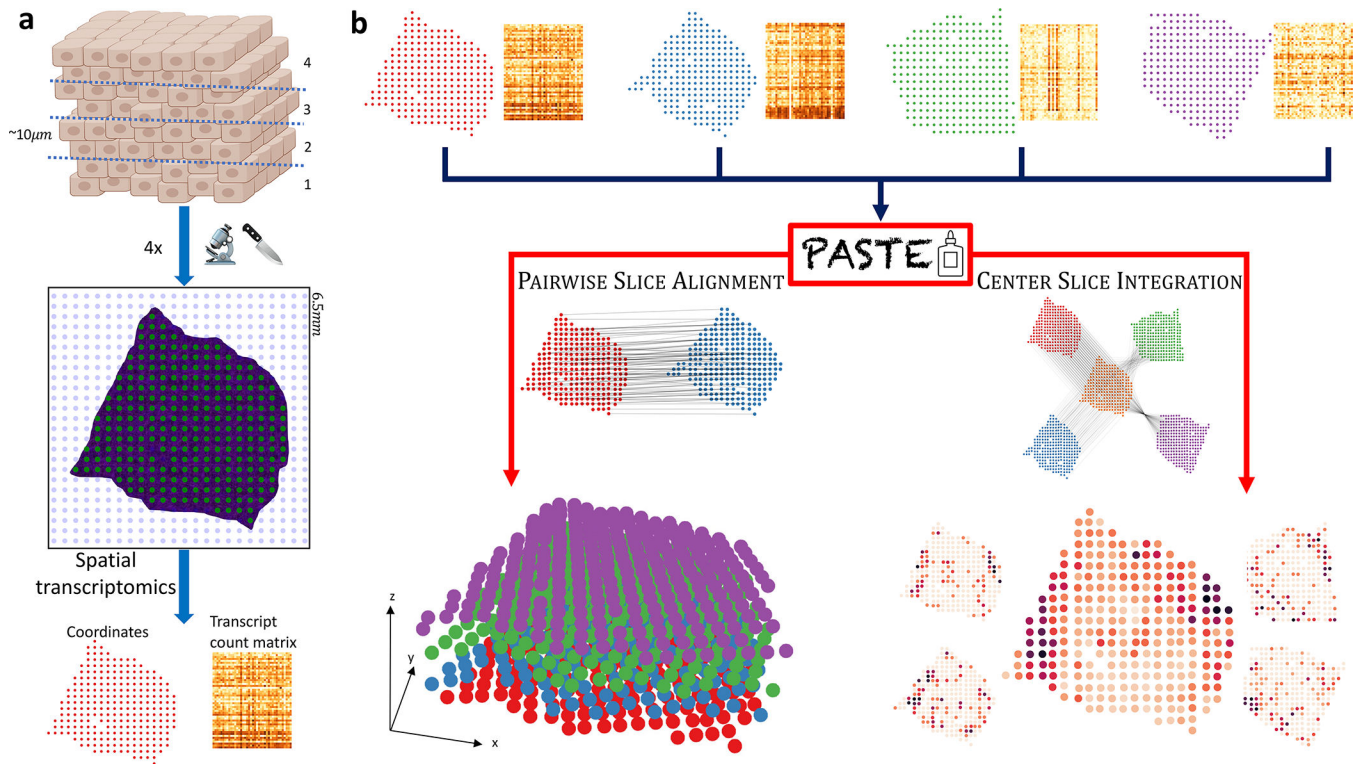 a
4
3
~10μm
2
1
4x
6.5mm
Spatial
transcriptomics
Coordinates
Transcript
count matrix
b
PASTE
PAIRWISE SLICE ALIGNMENT
CENTER SLICE INTEGRATION
z
y
x